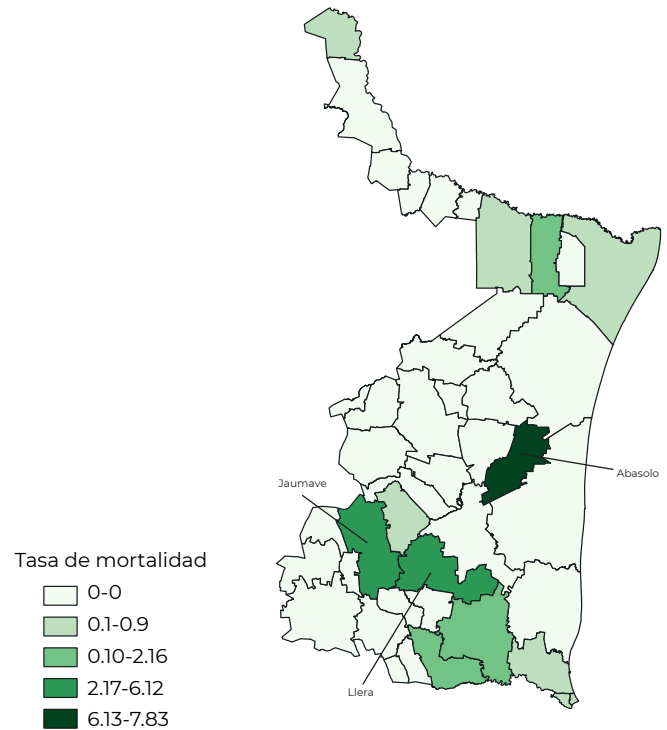 Abasolo
Jaumave
Tasa de mortalidad
0-0
0.1-0.9
0.10-2.16
2.17-6.12
6.13-7.83
Llera